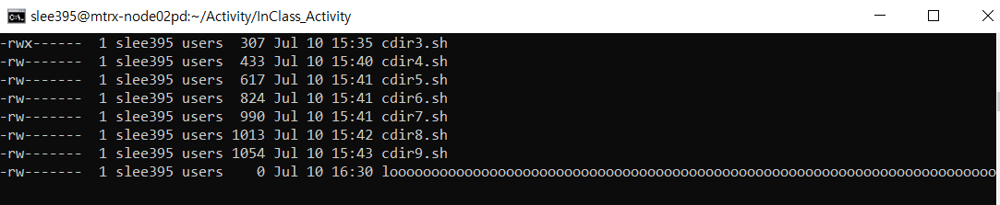 slee395@mtrx-node02pd:~/Activity/InClass_Activity
-rwx------  1 slee395 users  307 Jul 10 15:35 cdir3.sh
-rw-------  1 slee395 users  433 Jul 10 15:40 cdir4.sh
-rw-------  1 slee395 users  617 Jul 10 15:41 cdir5.sh
-rw-------  1 slee395 users  824 Jul 10 15:41 cdir6.sh
-rw-------  1 slee395 users  990 Jul 10 15:41 cdir7.sh
-rw-------  1 slee395 users 1013 Jul 10 15:42 cdir8.sh
-rw-------  1 slee395 users 1054 Jul 10 15:43 cdir9.sh
-rw-------  1 slee395 users    0 Jul 10 16:30 looooooooooooooooooooooooooooooooooooooooooooooooooooooooooooooooooooooooo